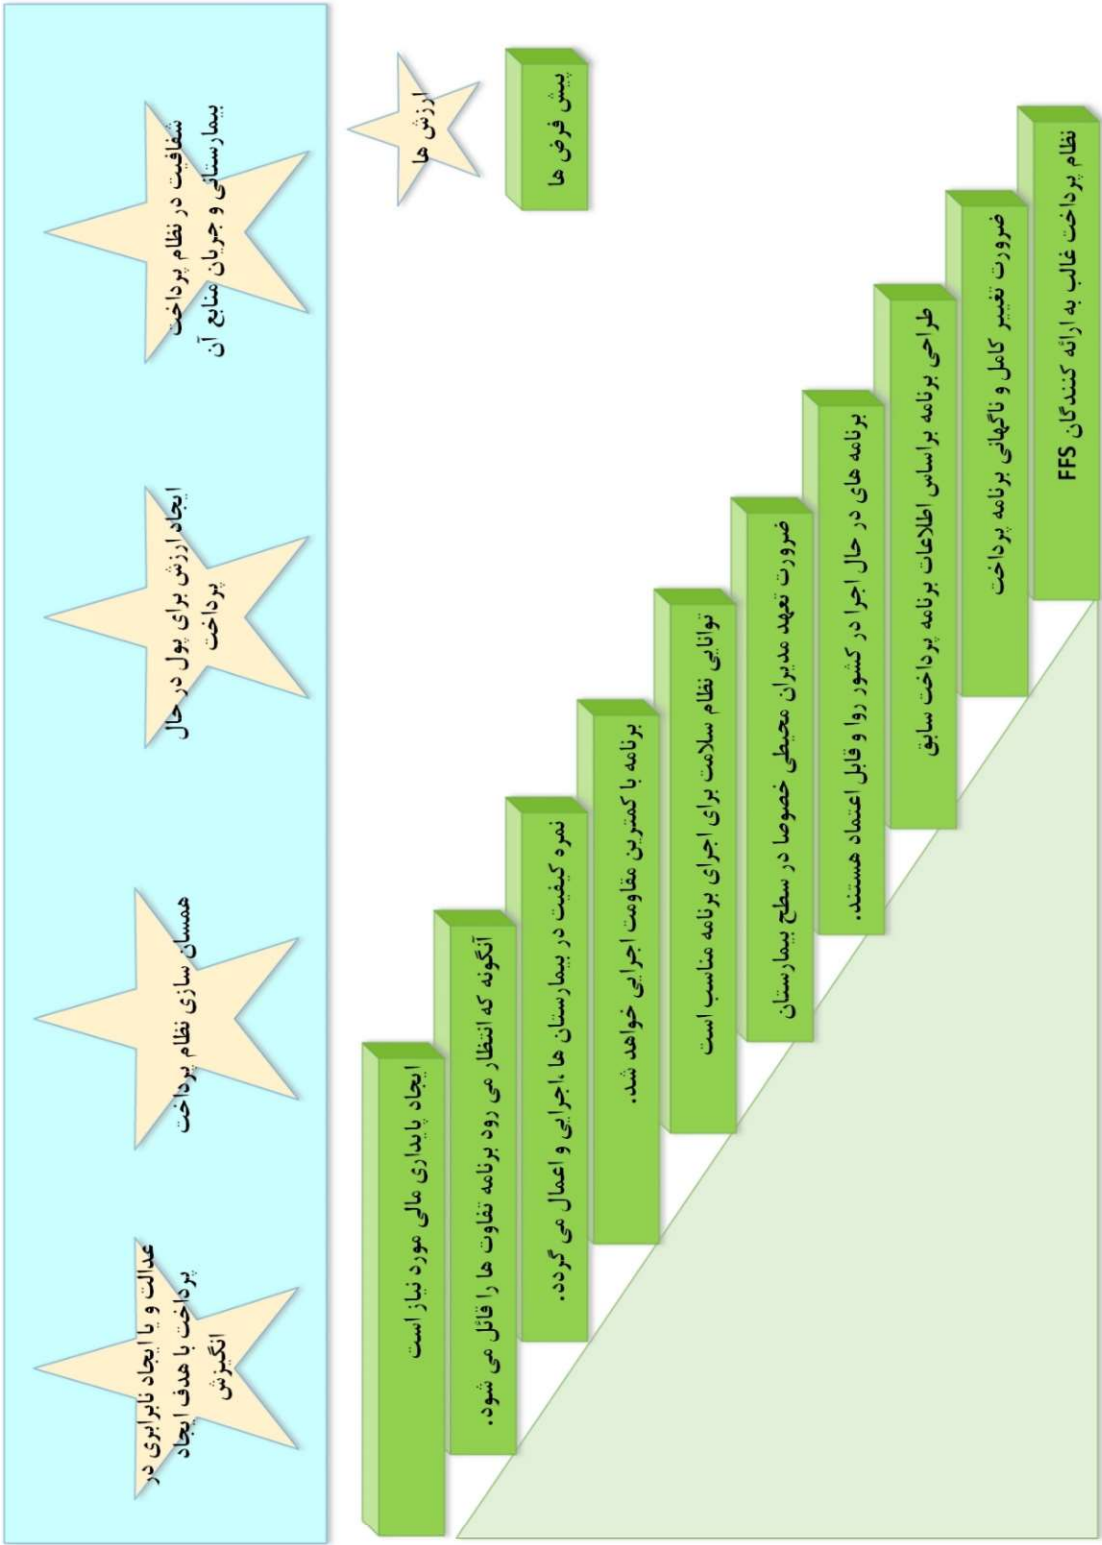 شفافیت در نظام پرداخت
بیمارستانی و جریان منابع آن
ایجاد ارزش برای پول در حال
پرداخت
همسان سازی نظام پرداخت
عدالت و یا ایجاد نابرابری در
پرداخت با هدف ایجاد
انگیزش
ارزش ها
پیش فرض ها
ایجاد پایداری مالی مورد نیاز است
آنگونه که انتظار می رود برنامه تفاوت ها را قائل می شود.
نمره کیفیت در بیمارستان ها ،اجرایی و اعمال می گردد.
برنامه با کمترین مقاومت اجرایی خواهد شد.
توانایی نظام سلامت برای اجرای برنامه مناسب است
ضرورت تعهد مدیران محیطی خصوصا در سطح بیمارستان
برنامه های در حال اجرا در کشور روا و قابل اعتماد هستند.
طراحی برنامه براساس اطلاعات برنامه پرداخت سابق
ضرورت تغییر کامل و ناگهانی برنامه پرداخت
نظام پرداخت غالب به ارائه کنندگان FFS